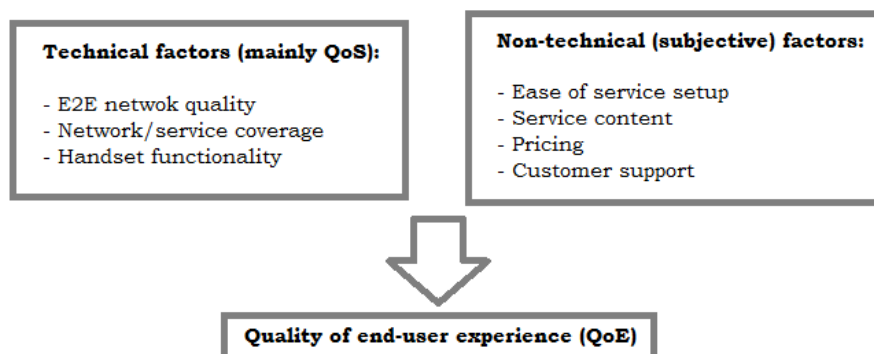 Technical factors (mainly QoS):
- E2E netwok quality
- Network/service coverage
- Handset functionality
Non-technical (subjective) factors:
- Ease of service setup
- Service content
- Pricing
- Customer support
Quality of end-user experience (QoE)